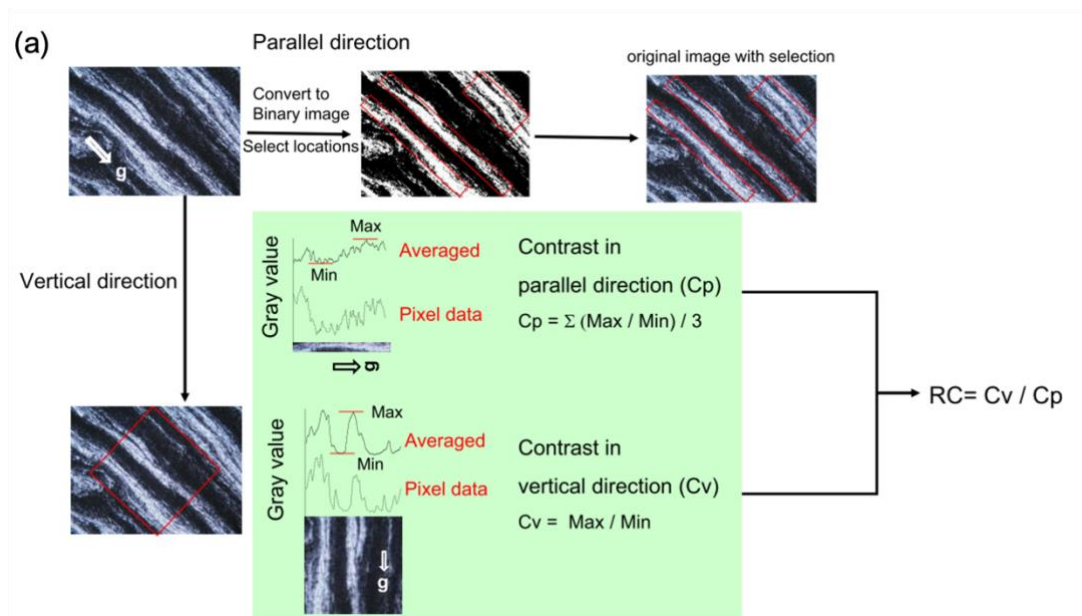 (a)
Parallel direction
original image with selection
Convert to
Binary image
Select locations
g
Vertical direction
Gray value
Max
Min
Averaged
Pixel data
g
Contrast in
parallel direction (Cp)
Cp = Σ (Max / Min) / 3
RC= Cv / Cp
Gray value
Max
Min
Averaged
Pixel data
g
Contrast in
vertical direction (Cv)
Cv = Max / Min